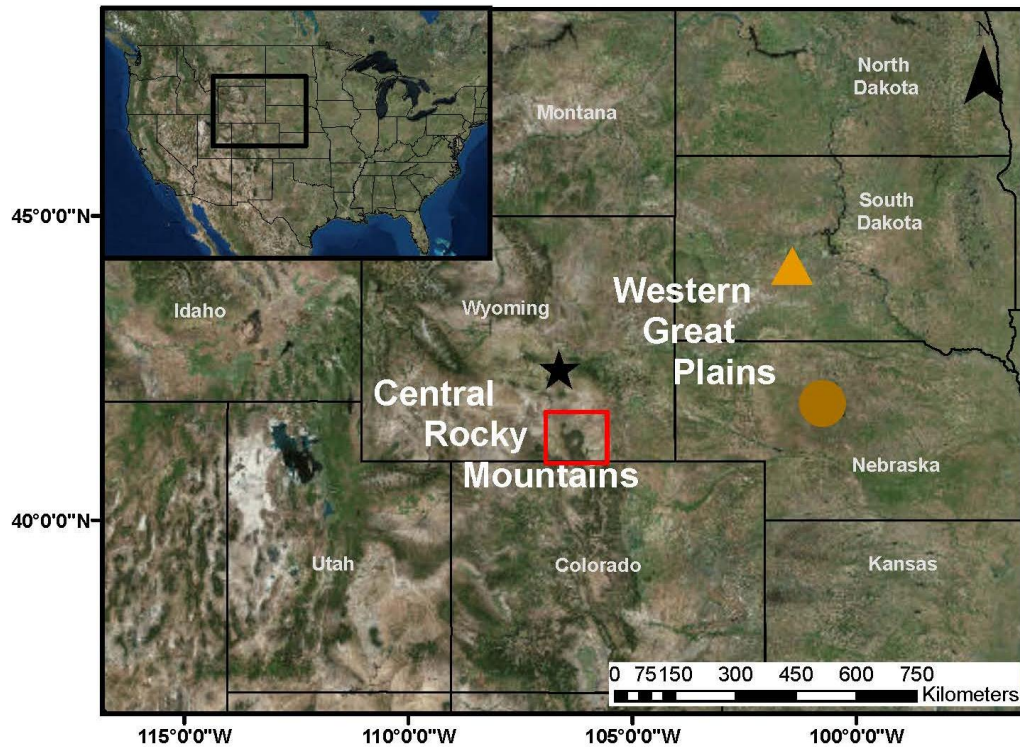 N
North
Dakota
Montana
45°0'0"N
South
Dakota
Idaho
Wyoming
Western
Great
Plains
Central
Rocky
Mountains
Nebraska
40°0'0"N
Utah
Colorado
Kansas
0 75 150 300 450 600 750
Kilometers
115°0'0"W 110°0'0"W 105°0'0"W 100°0'0"W